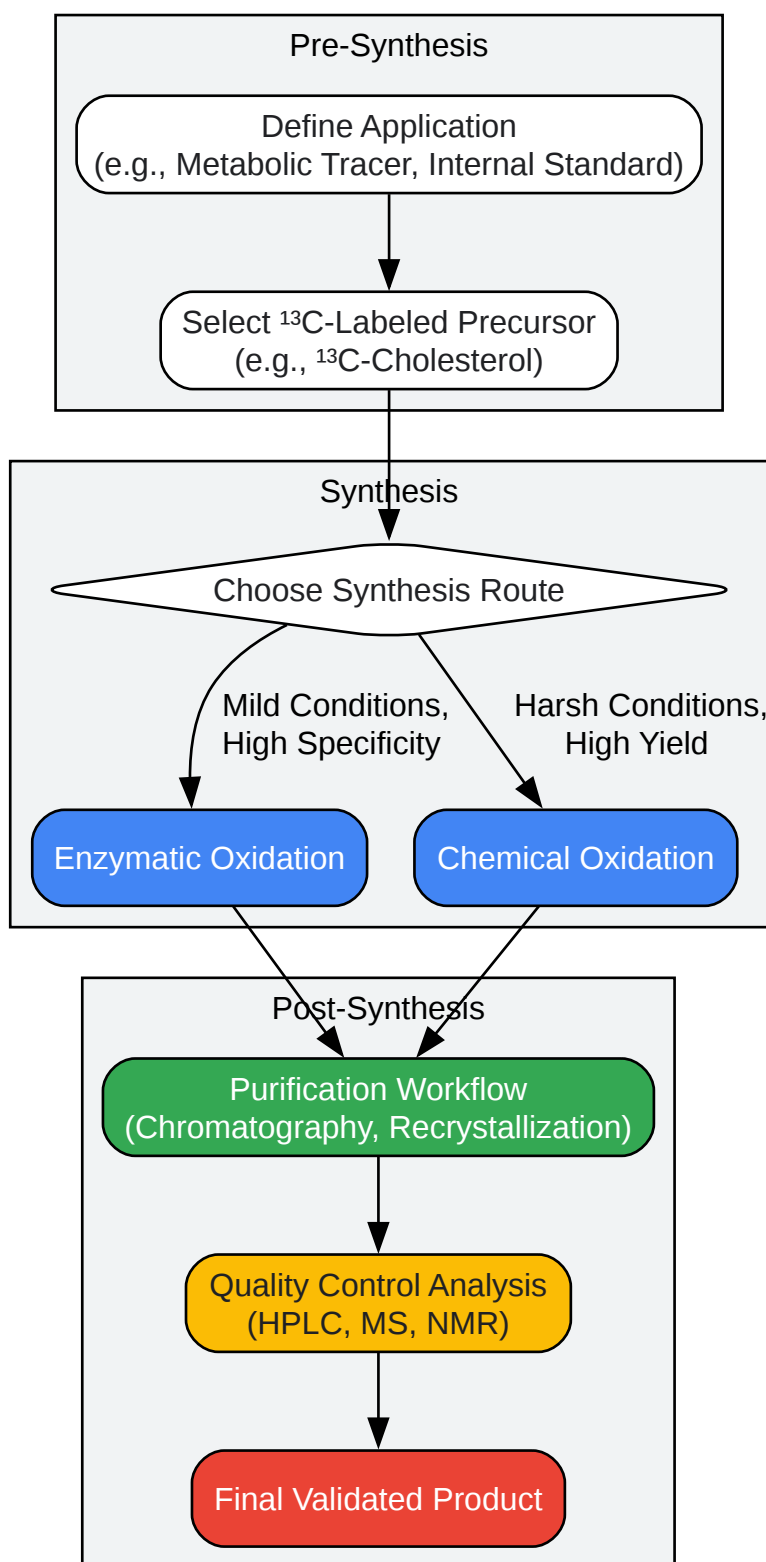 Pre-Synthesis
Define Application
(e.g., Metabolic Tracer, Internal Standard)
Select ¹³C-Labeled Precursor
(e.g., ¹³C-Cholesterol)
Synthesis
Choose Synthesis Route
Mild Conditions,
High Specificity
Harsh Conditions,
High Yield
Enzymatic Oxidation
Chemical Oxidation
Post-Synthesis
Purification Workflow
(Chromatography, Recrystallization)
Quality Control Analysis
(HPLC, MS, NMR)
Final Validated Product